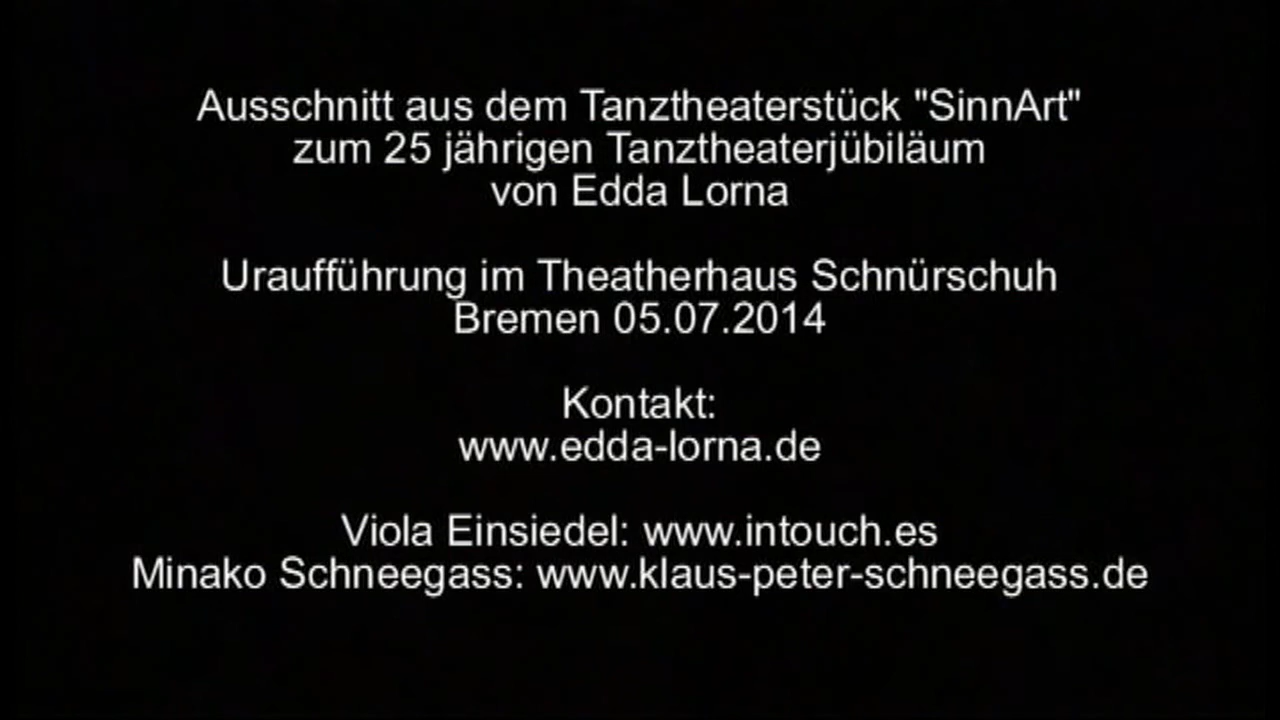 Ausschnitt aus dem Tanztheaterstück "SinnArt"
zum 25 jährigen Tanztheaterjübiläum
von Edda Lorna
Urauffführung im Theatherhaus Schnürschuh
Bremen 05.07.2014
Kontakt:
www.edda-lorna.de
Viola Einsiedel: www.intouch.es
Minako Schneegass: www.klaus-peter-schneegass.de